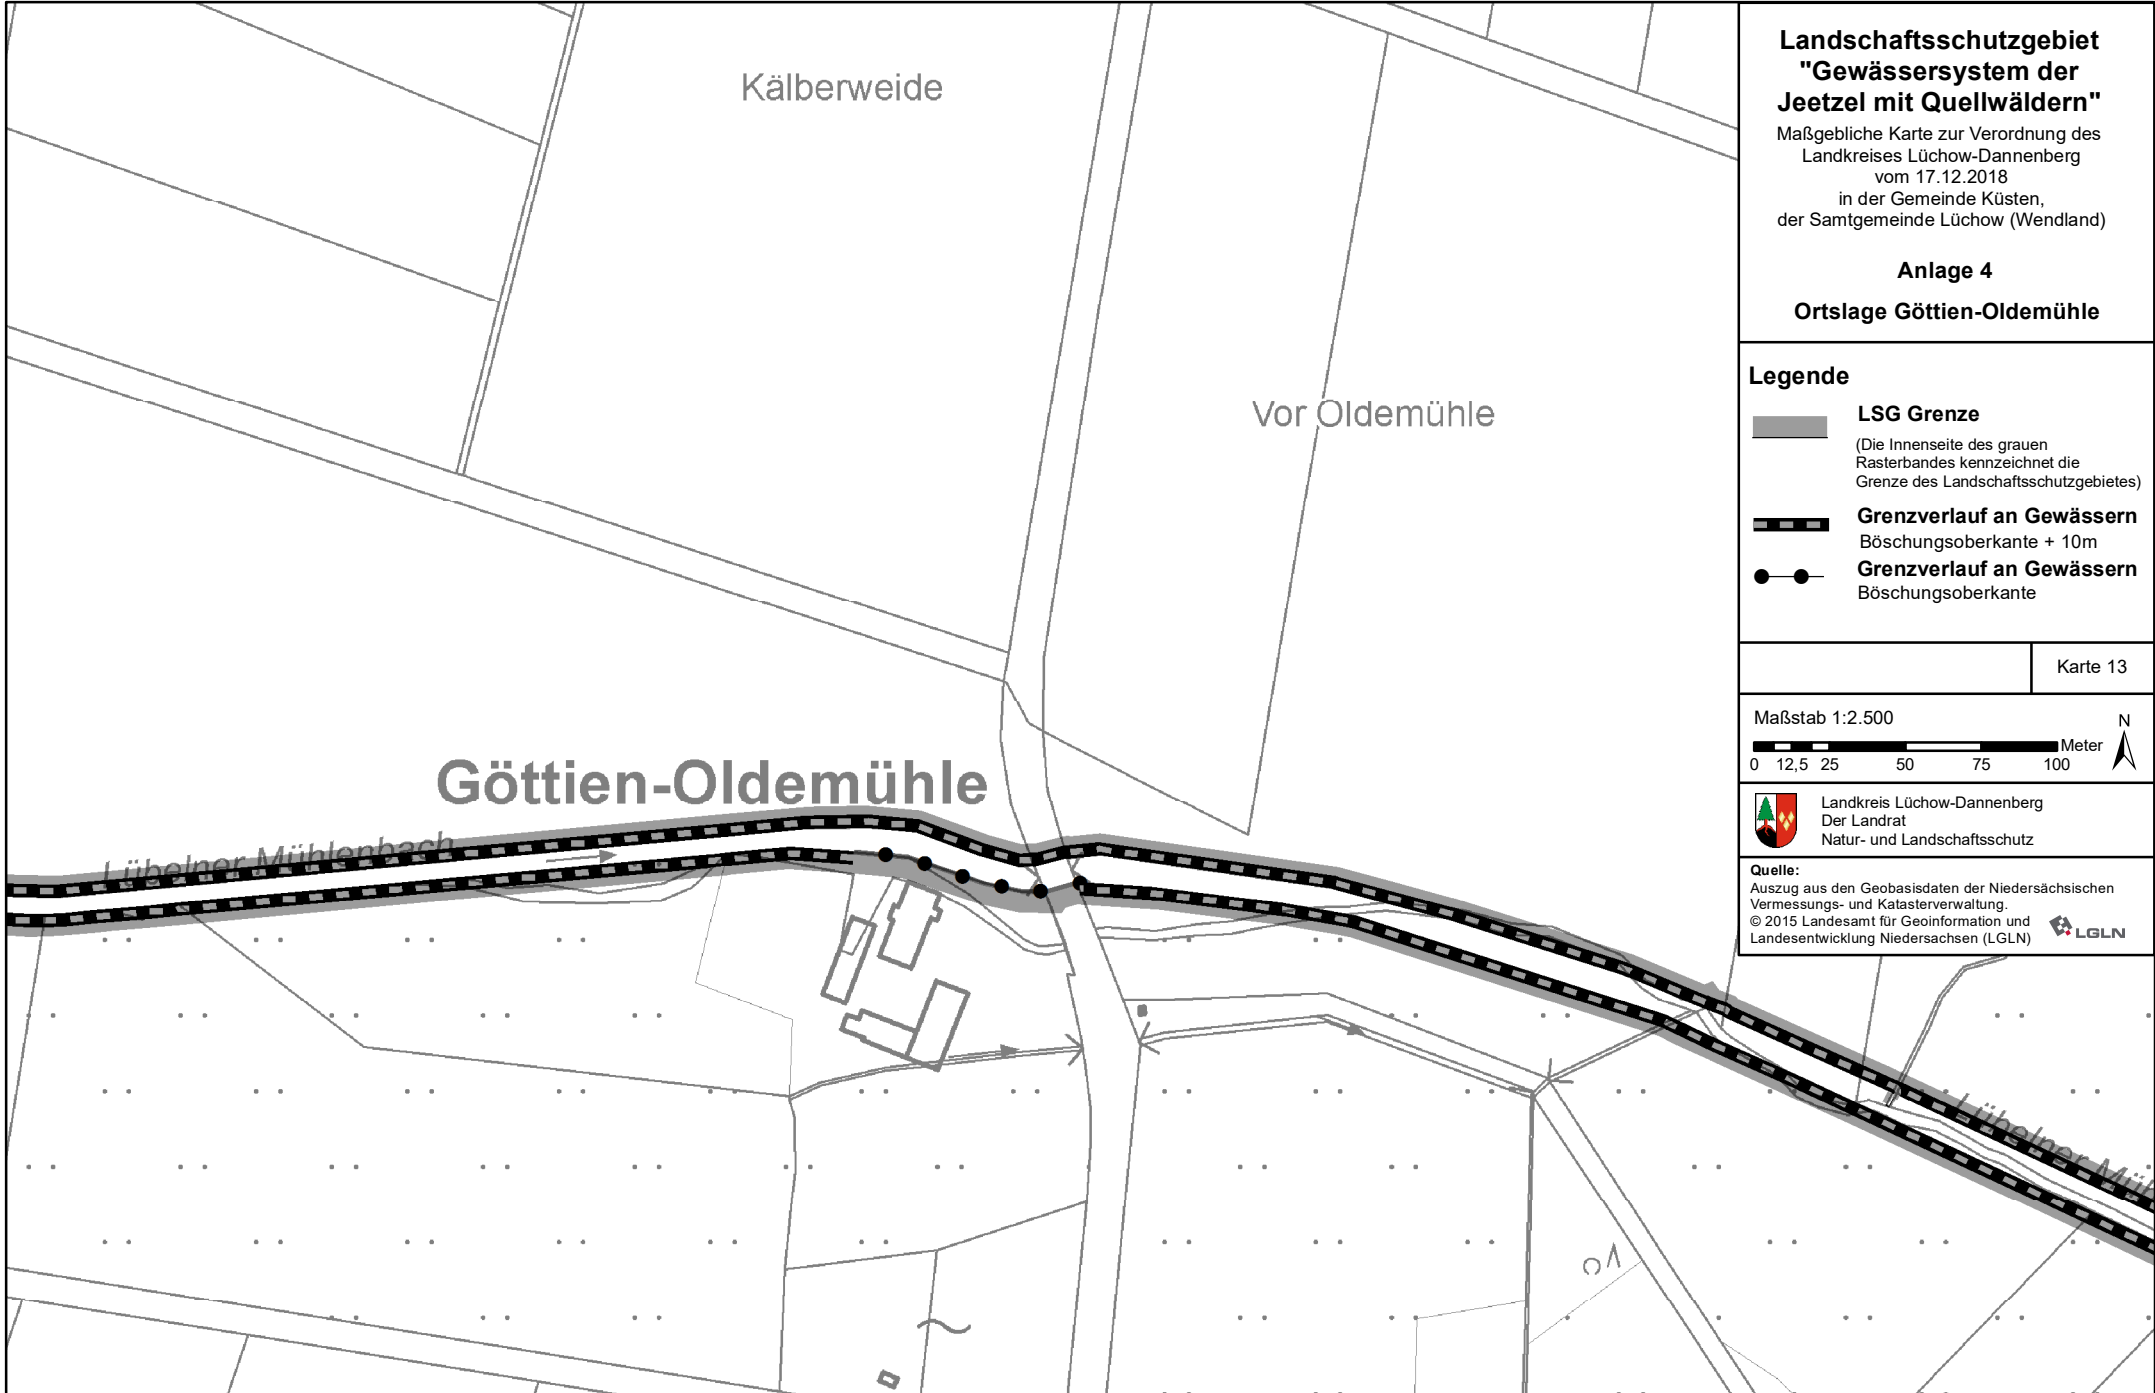 Kälberweide
Vor Oldemühle
Göttien-Oldemühle
Lübelner Mühlenbach
Lübelner
Landschaftsschutzgebiet
"Gewässersystem der
Jeetzel mit Quellwäldern"
Maßgebliche Karte zur Verordnung des
Landkreises Lüchow-Dannenberg
vom 17.12.2018
in der Gemeinde Küsten,
der Samtgemeinde Lüchow (Wendland)
Anlage 4
Ortslage Göttien-Oldemühle
Legende
LSG Grenze
(Die Innenseite des grauen
Rasterbandes kennzeichnet die
Grenze des Landschaftsschutzgebietes)
Grenzverlauf an Gewässern
Böschungsoberkante + 10m
Grenzverlauf an Gewässern
Böschungsoberkante
Karte 13
Maßstab 1:2.500
N
Meter
0 12,5 25 50 75 100
Landkreis Lüchow-Dannenberg
Der Landrat
Natur- und Landschaftsschutz
Quelle:
Auszug aus den Geobasisdaten der Niedersächsischen
Vermessungs- und Katasterverwaltung.
© 2015 Landesamt für Geoinformation und
Landesentwicklung Niedersachsen (LGLN)
LGLN